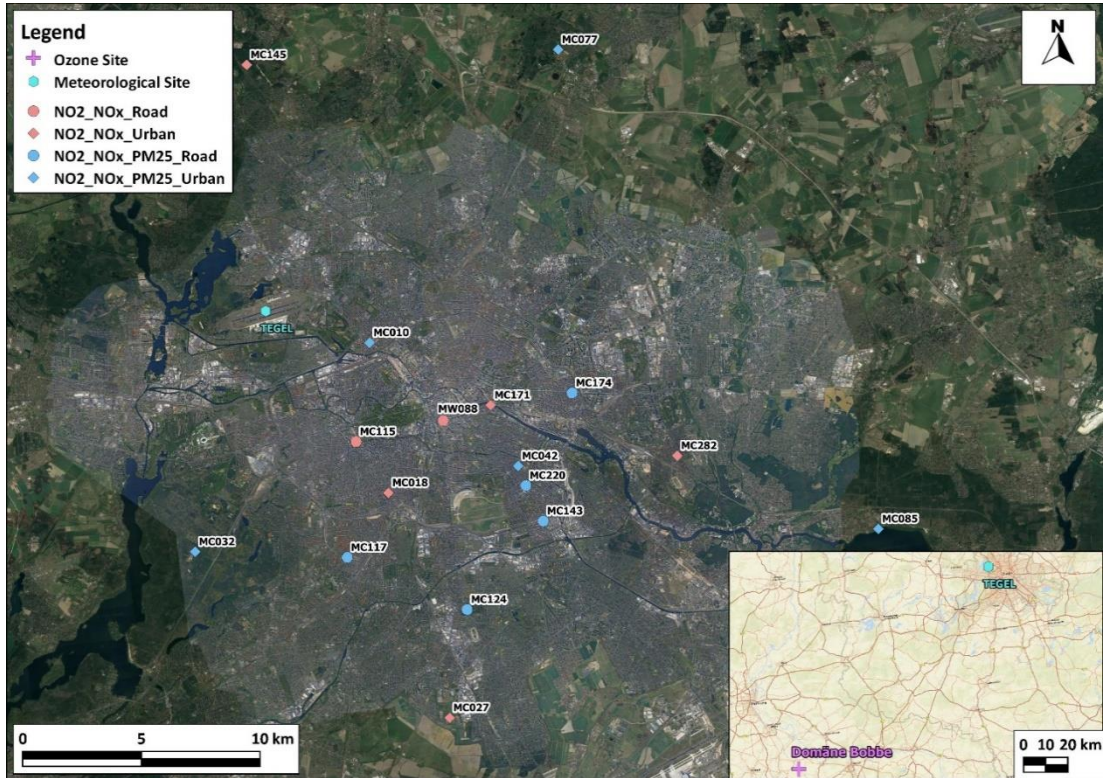 Legend
Ozone Site
Meteorological Site
NO2_NOx_Road
NO2_NOx_Urban
NO2_NOx_PM25_Road
NO2_NOx_PM25_Urban
MC145
MC077
N
TEGEL
MC010
MC174
MC171
MW088
MC115
MC282
MC042
MC220
MC018
MC143
MC085
MC032
MC117
MC124
MC027
0 5 10 km
TEGEL
Domäne Bobbe
0 10 20 km